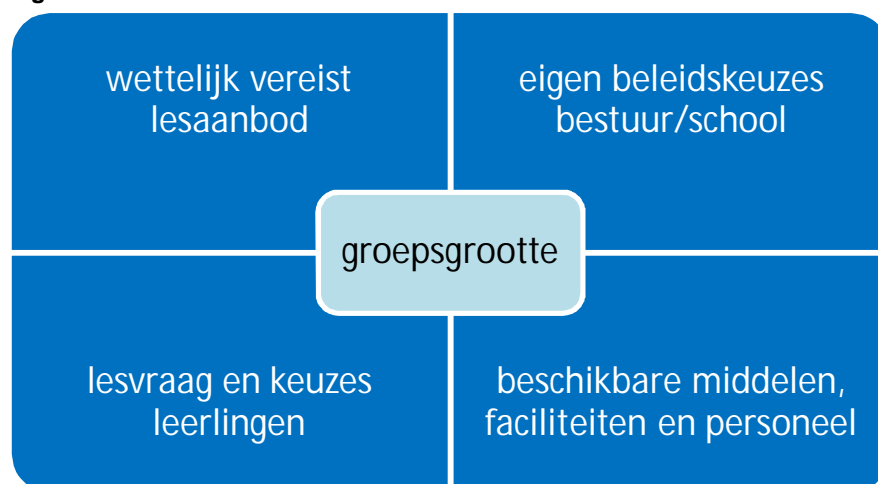 wettelijk vereist
lesaanbod
eigen beleidskeuzes
bestuur/school
groepsgrootte
lesvraag en keuzes
leerlingen
beschikbare middelen,
faciliteiten en personeel